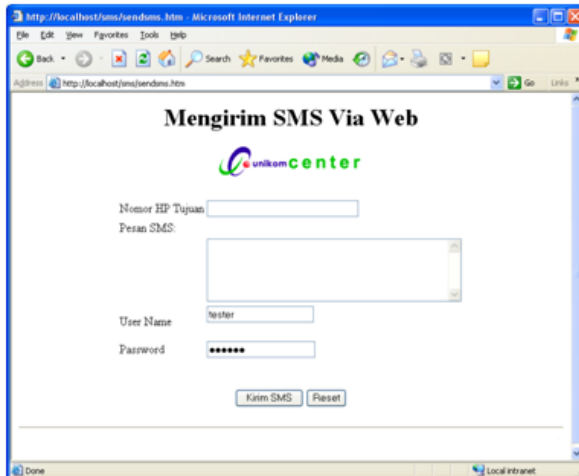 http://localhost/sms/sendsms.htm - Microsoft Internet Explorer
File Edit View Favorites Tools Help
Back Search Favorites Media
Address http://localhost/sms/sendsms.htm Go Links »
Mengirim SMS Via Web
e unikom center
Nomor HP Tujuan
Pesan SMS:
User Name tester
Password ●●●●●●
Kirim SMS Reset
Done Local intranet